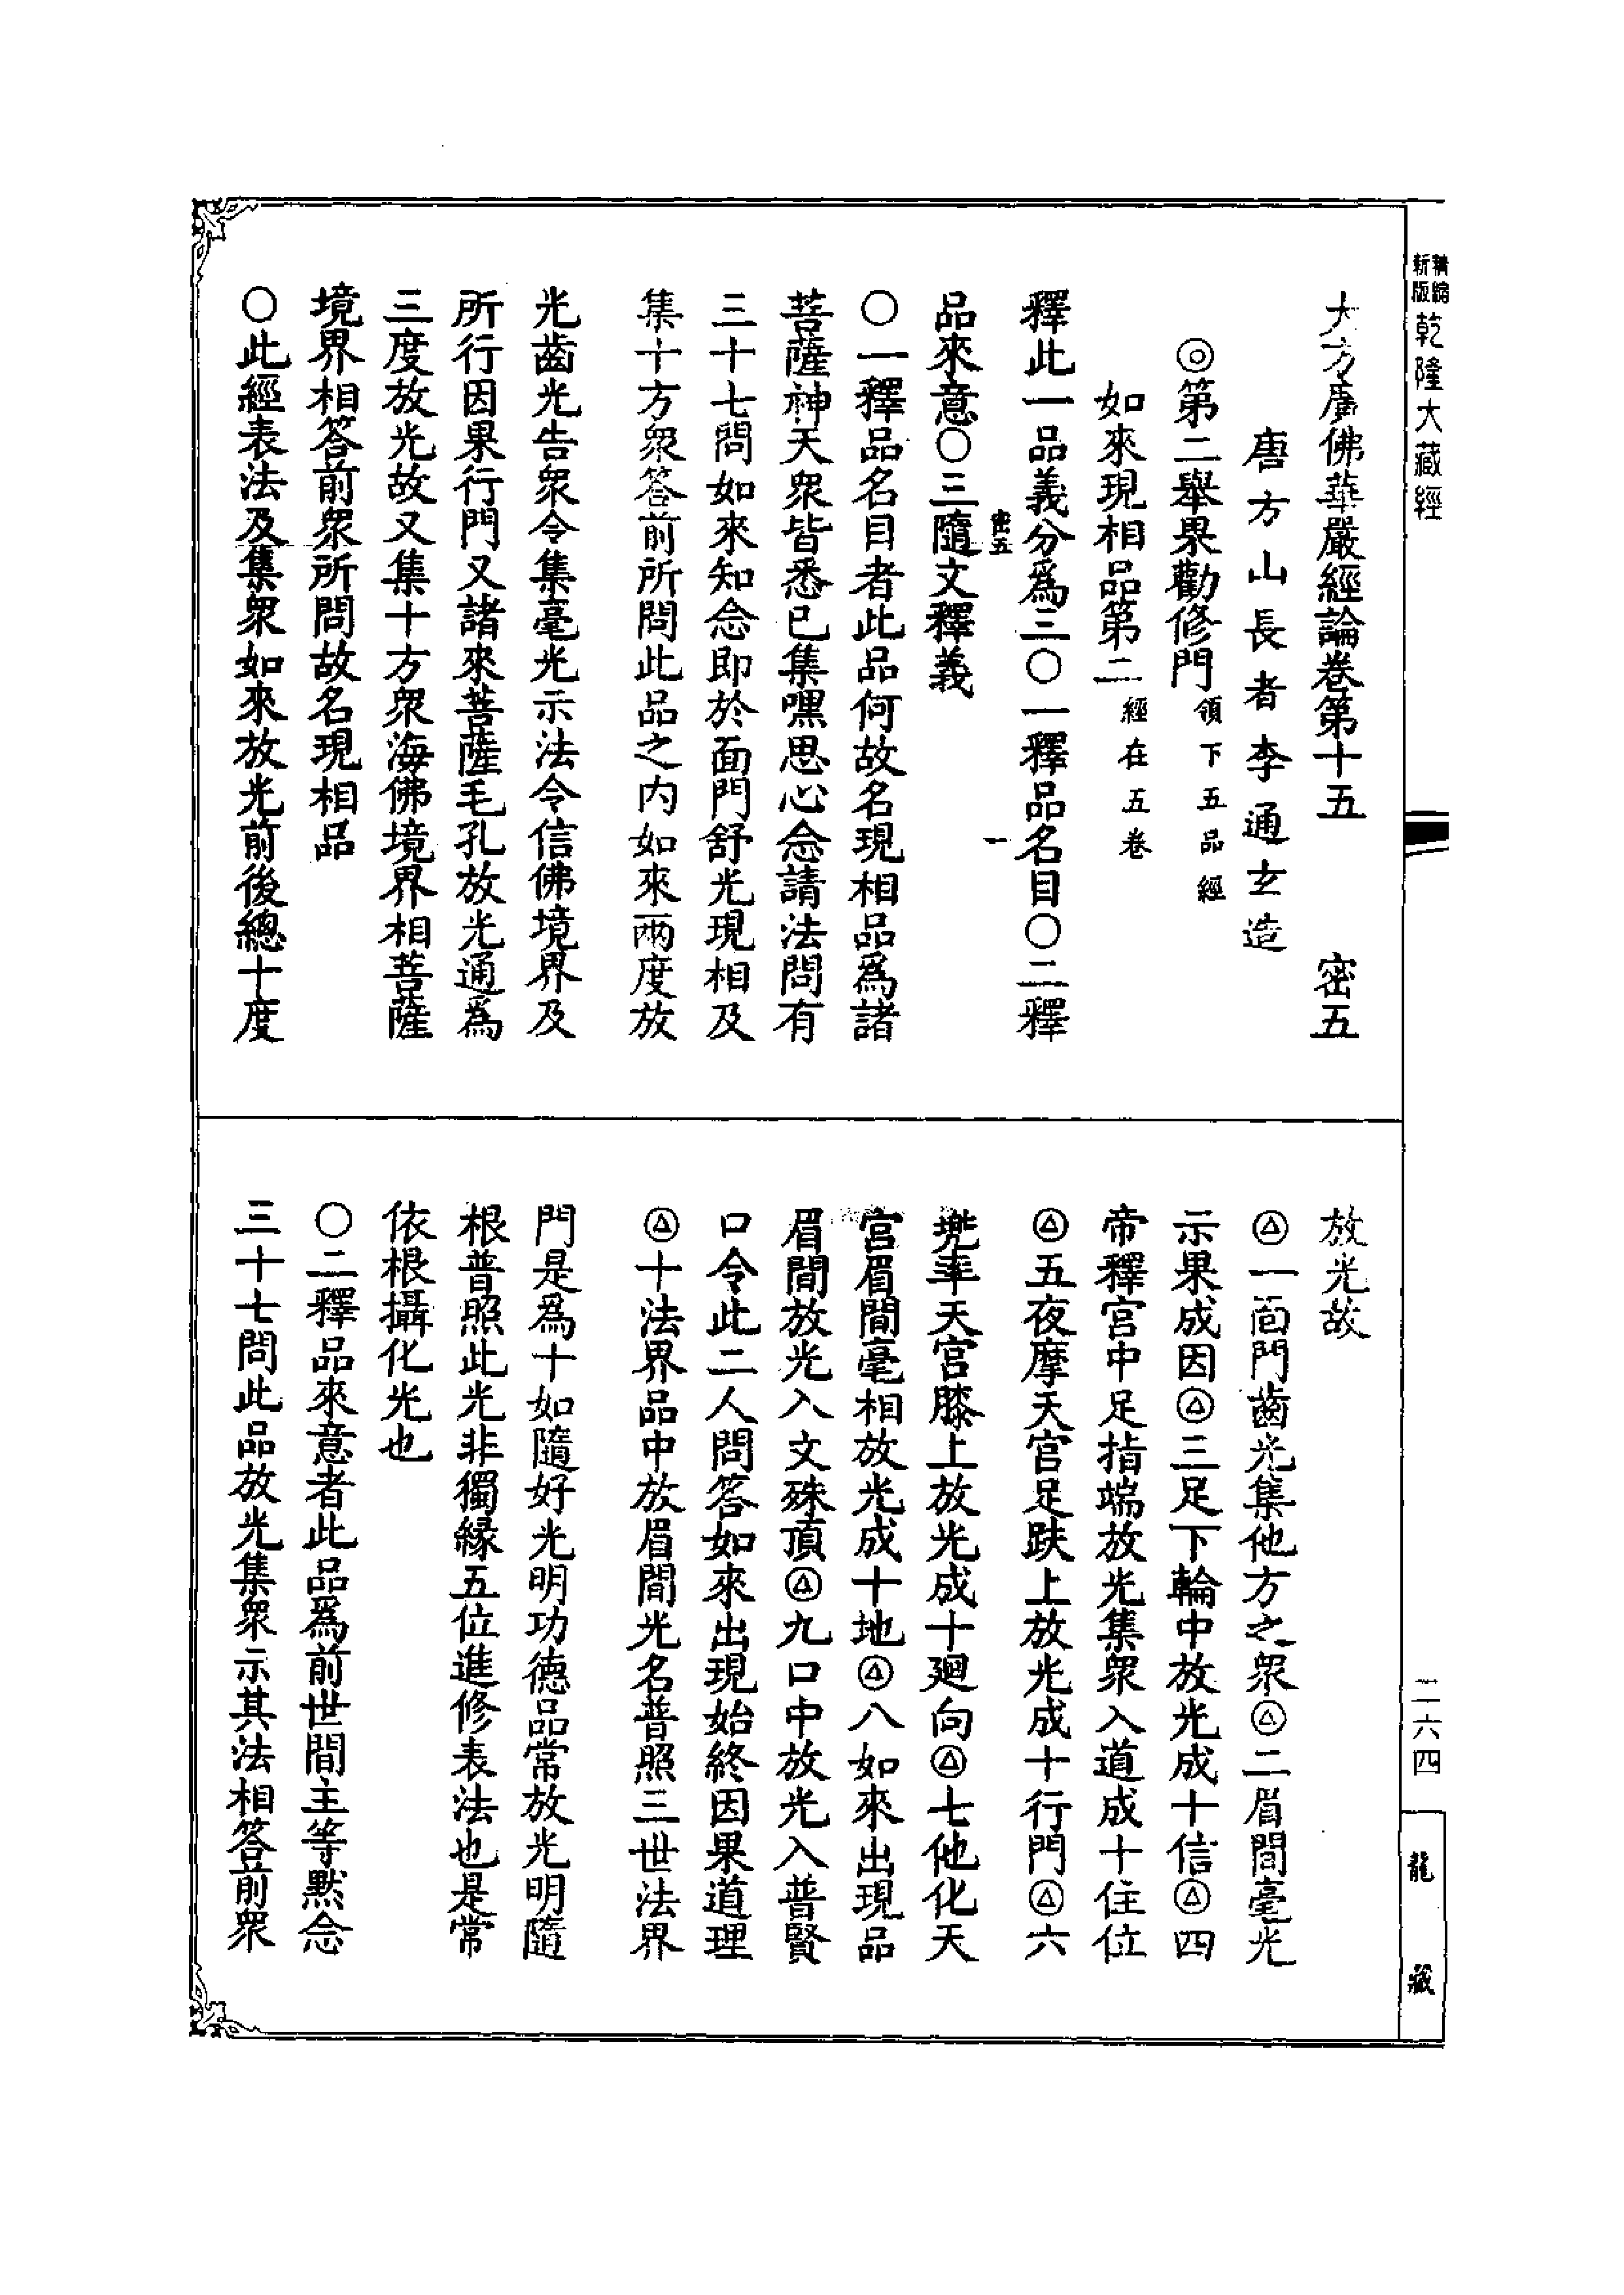 精縮
新版
乾隆大藏經
大方廣佛華嚴經論卷第十五　密五
唐方山長者李通玄造
◎第二舉果勸修門領下五品經
如來現相品第二經在五卷
釋此一品義分為三○一釋品名目○二釋
密五　一
品來意○三隨文釋義
○一釋品名目者此品何故名現相品為諸
菩薩神天衆皆悉已集嘿思心念請法問有
三十七問如來知念即於面門舒光現相及
集十方衆答前所問此品之内如來兩度放
光齒光告衆令集毫光示法令信佛境界及
所行因果行門又諸來菩薩毛孔放光通為
三度放光故又集十方衆海佛境界相菩薩
境界相答前衆所問故名現相品
○此經表法及集衆如來放光前後總十度
放光故
◬一面門齒光集他方之衆◬二眉間毫光
示果成因◬三足下輪中放光成十信◬四
帝釋宮中足指端放光集衆入道成十住位
◬五夜摩天官足趺上放光成十行門◬六
兠率天宮膝上放光成十廻向◬七他化天
宮眉間毫相放光成十地◬八如來出現品
眉間放光入文殊頂◬九口中放光入普賢
口令此二人問答如來出現始終因果道理
◬十法界品中放眉間光名普照三世法界
門是為十如隨好光明功德品常放光明隨
根普照此光非獨縁五位進修表法也是常
依根攝化光也
○二釋品來意者此品為前世間主等黙念
三十七問此品放光集衆示其法相答前衆
二六四
龍藏